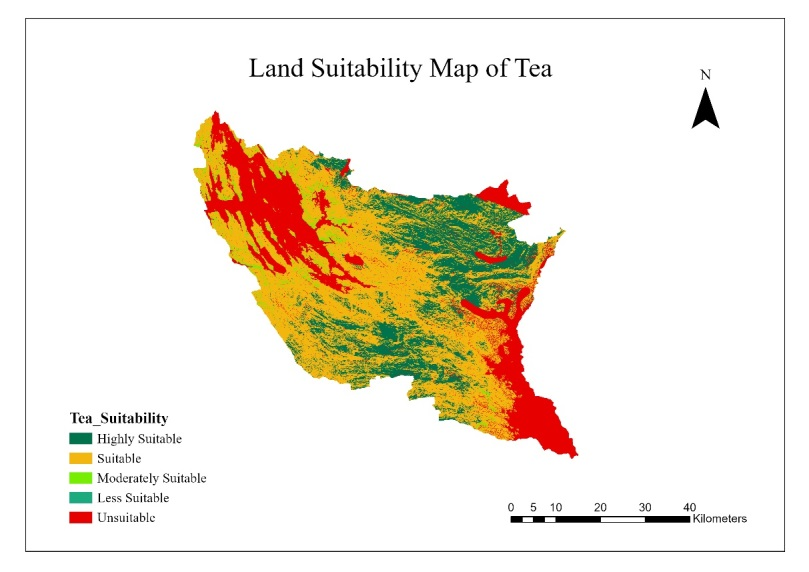 Land Suitability Map of Tea
N
Tea_Suitability
Highly Suitable
Suitable
Moderately Suitable
Less Suitable
Unsuitable
0 5 10 20 30 40
Kilometers